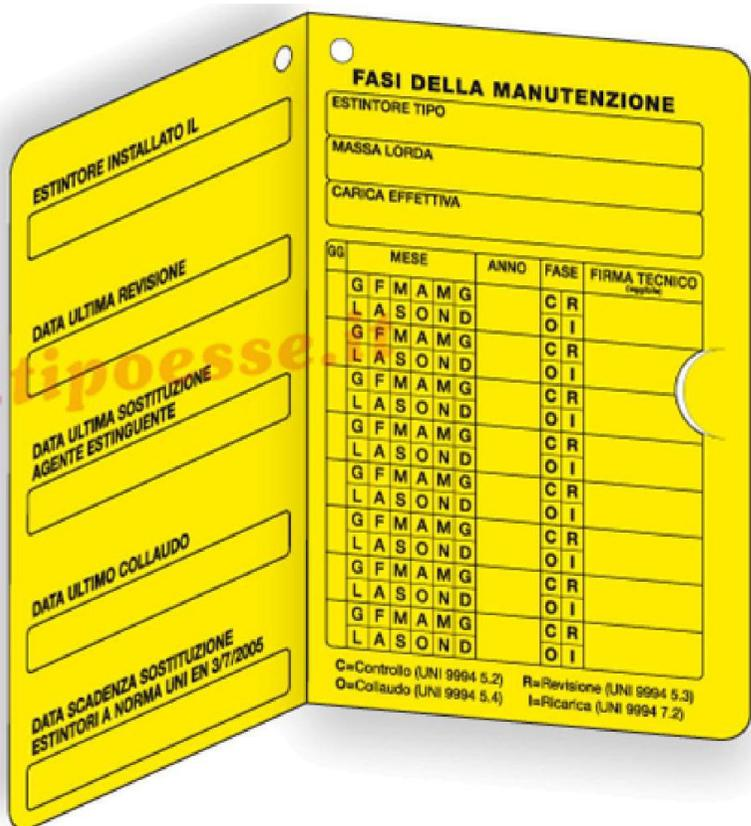 ESTINTORE INSTALLATO IL
DATA ULTIMA REVISIONE
DATA ULTIMA SOSTITUZIONE
AGENTE ESTINGUENTE
DATA ULTIMO COLLAUDO
DATA SCADENZA SOSTITUZIONE
ESTINTORI A NORMA UNI EN 3/7/2005
FASI DELLA MANUTENZIONE
ESTINTORE TIPO
MASSA LORDA
CARICA EFFETTIVA
GG MESE ANNO FASE FIRMA TECNICO
(leggibile)
G F M A M G C R
L A S O N D O I
G F M A M G C R
L A S O N D O I
G F M A M G C R
L A S O N D O I
G F M A M G C R
L A S O N D O I
G F M A M G C R
L A S O N D O I
G F M A M G C R
L A S O N D O I
G F M A M G C R
L A S O N D O I
G F M A M G C R
L A S O N D O I
C=Controllo (UNI 9994 5.2) R=Revisione (UNI 9994 5.3)
O=Collaudo (UNI 9994 5.4) I=Ricarica (UNI 9994 7.2)
tipoesse.it